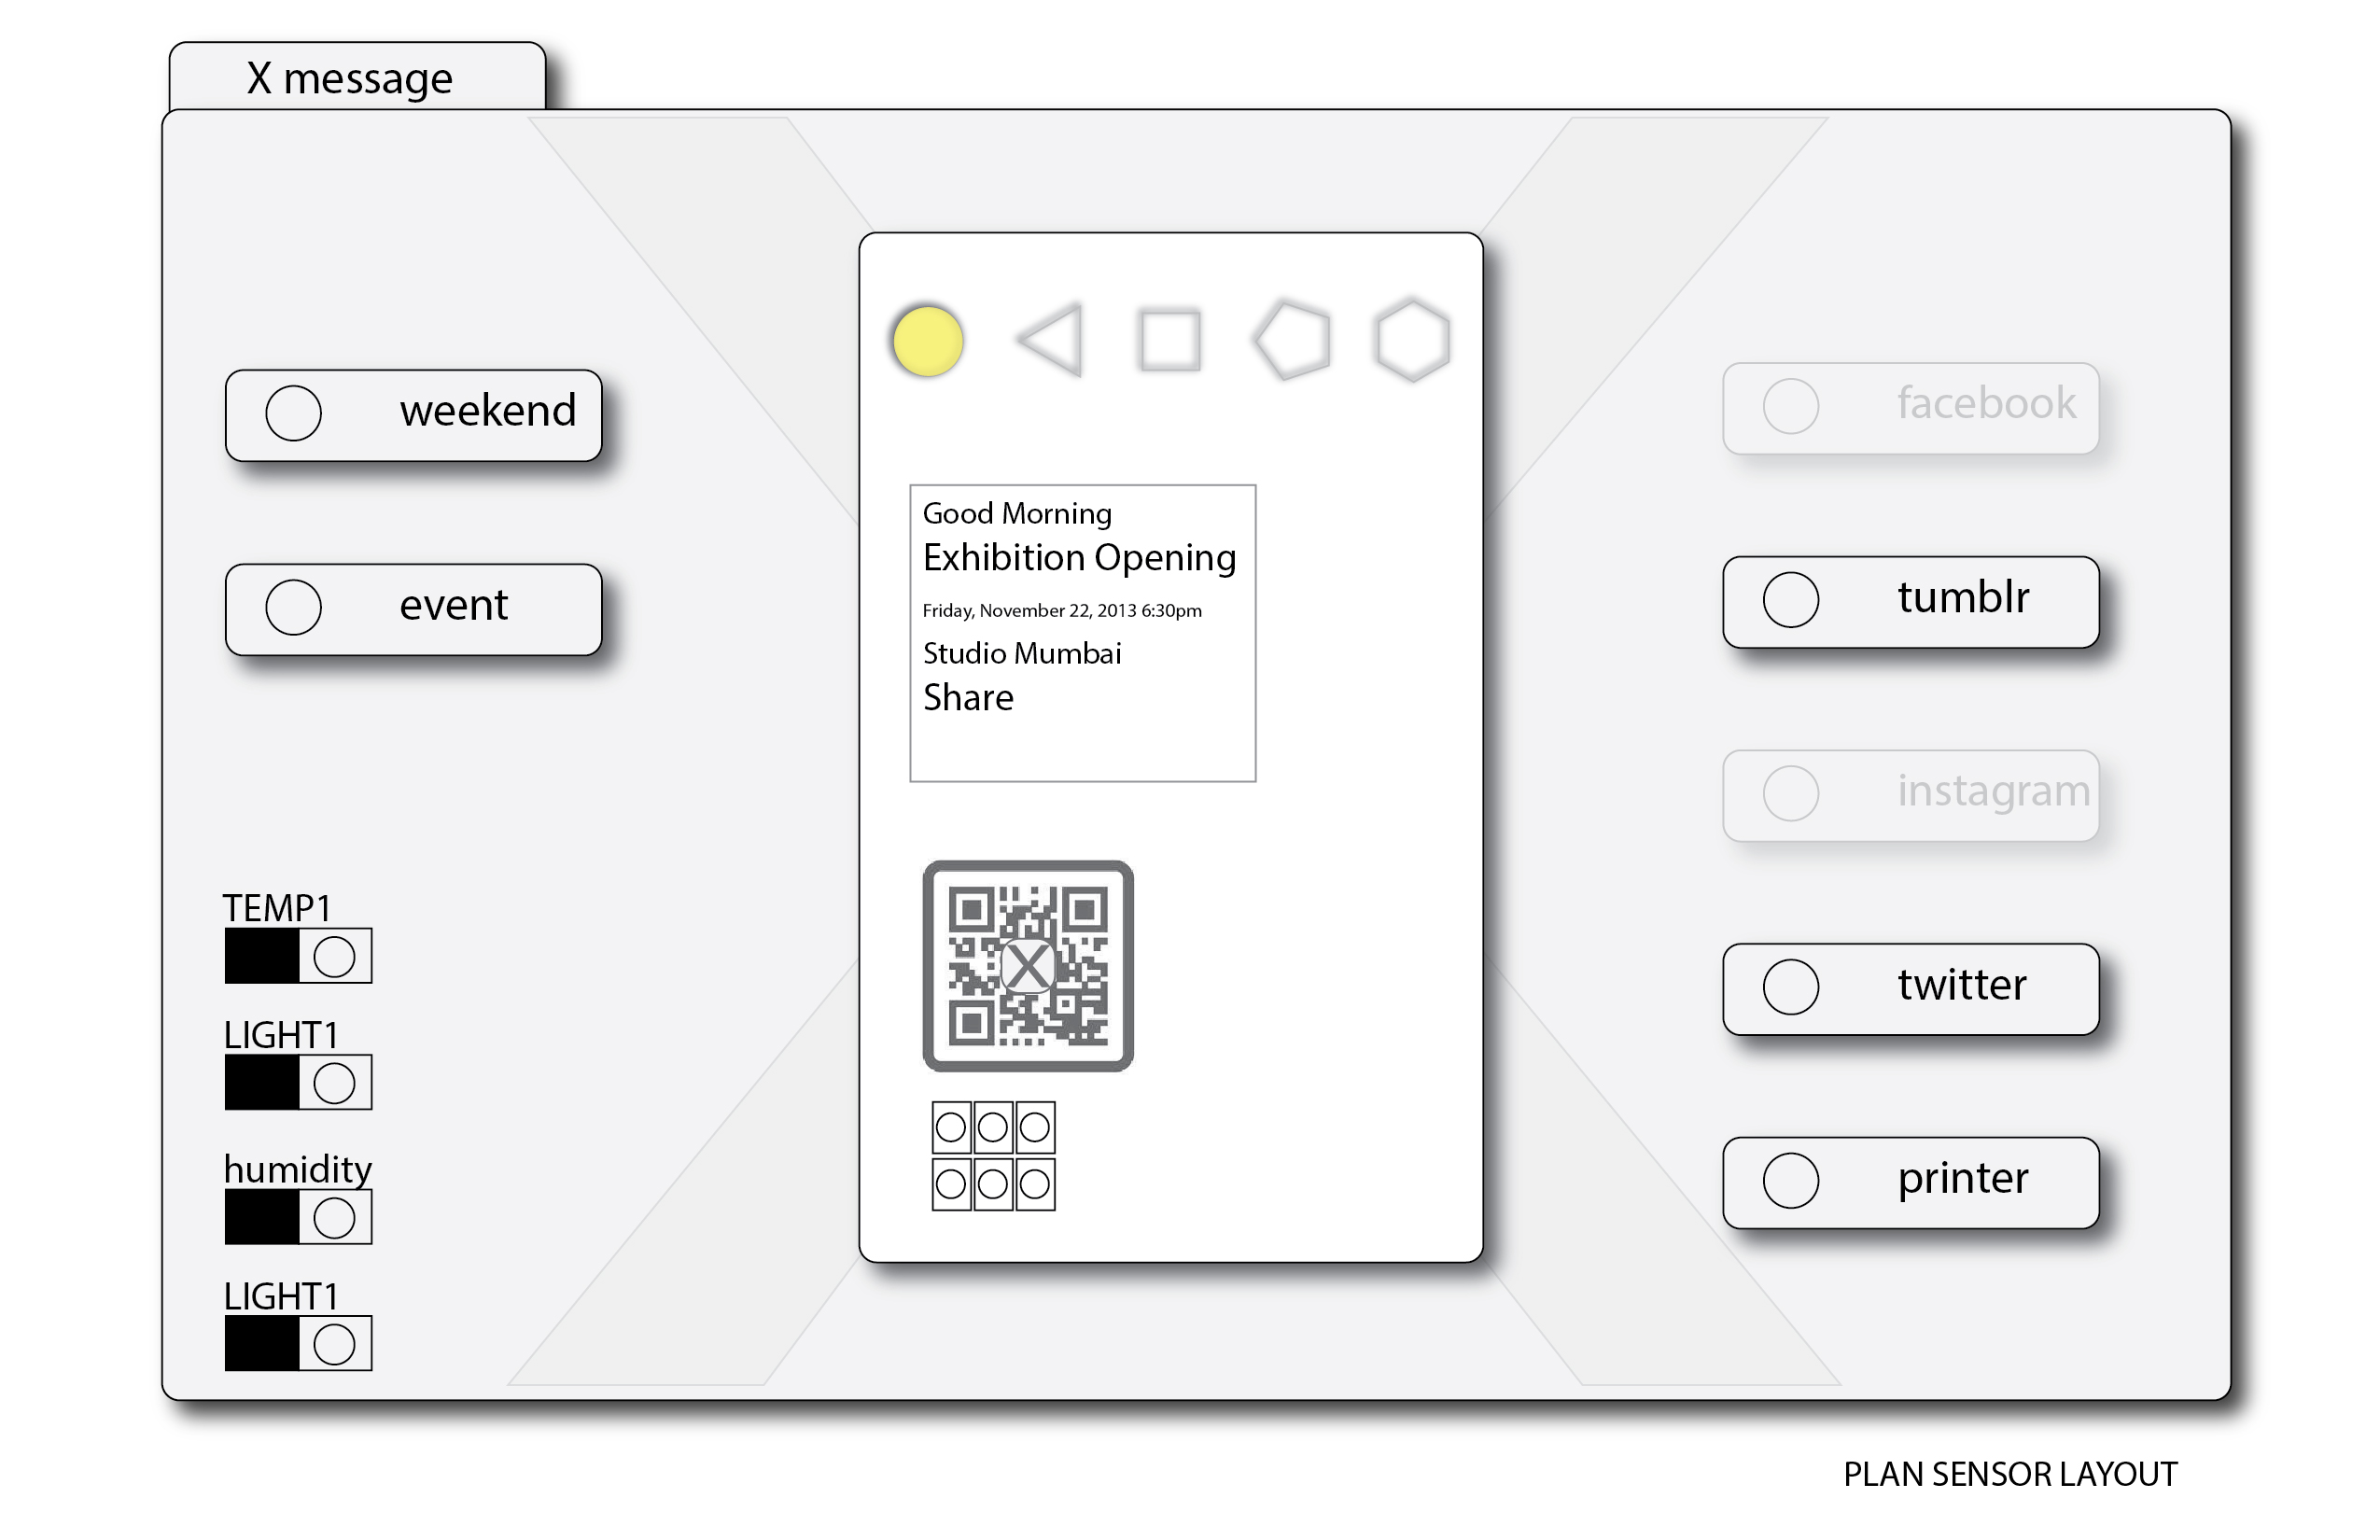 X message
weekend
event
TEMP1
LIGHT1
humidity
LIGHT1
Good Morning
Exhibition Opening
Friday, November 22, 2013 6:30pm
Studio Mumbai
Share
X
facebook
tumblr
instagram
twitter
printer
PLAN SENSOR LAYOUT